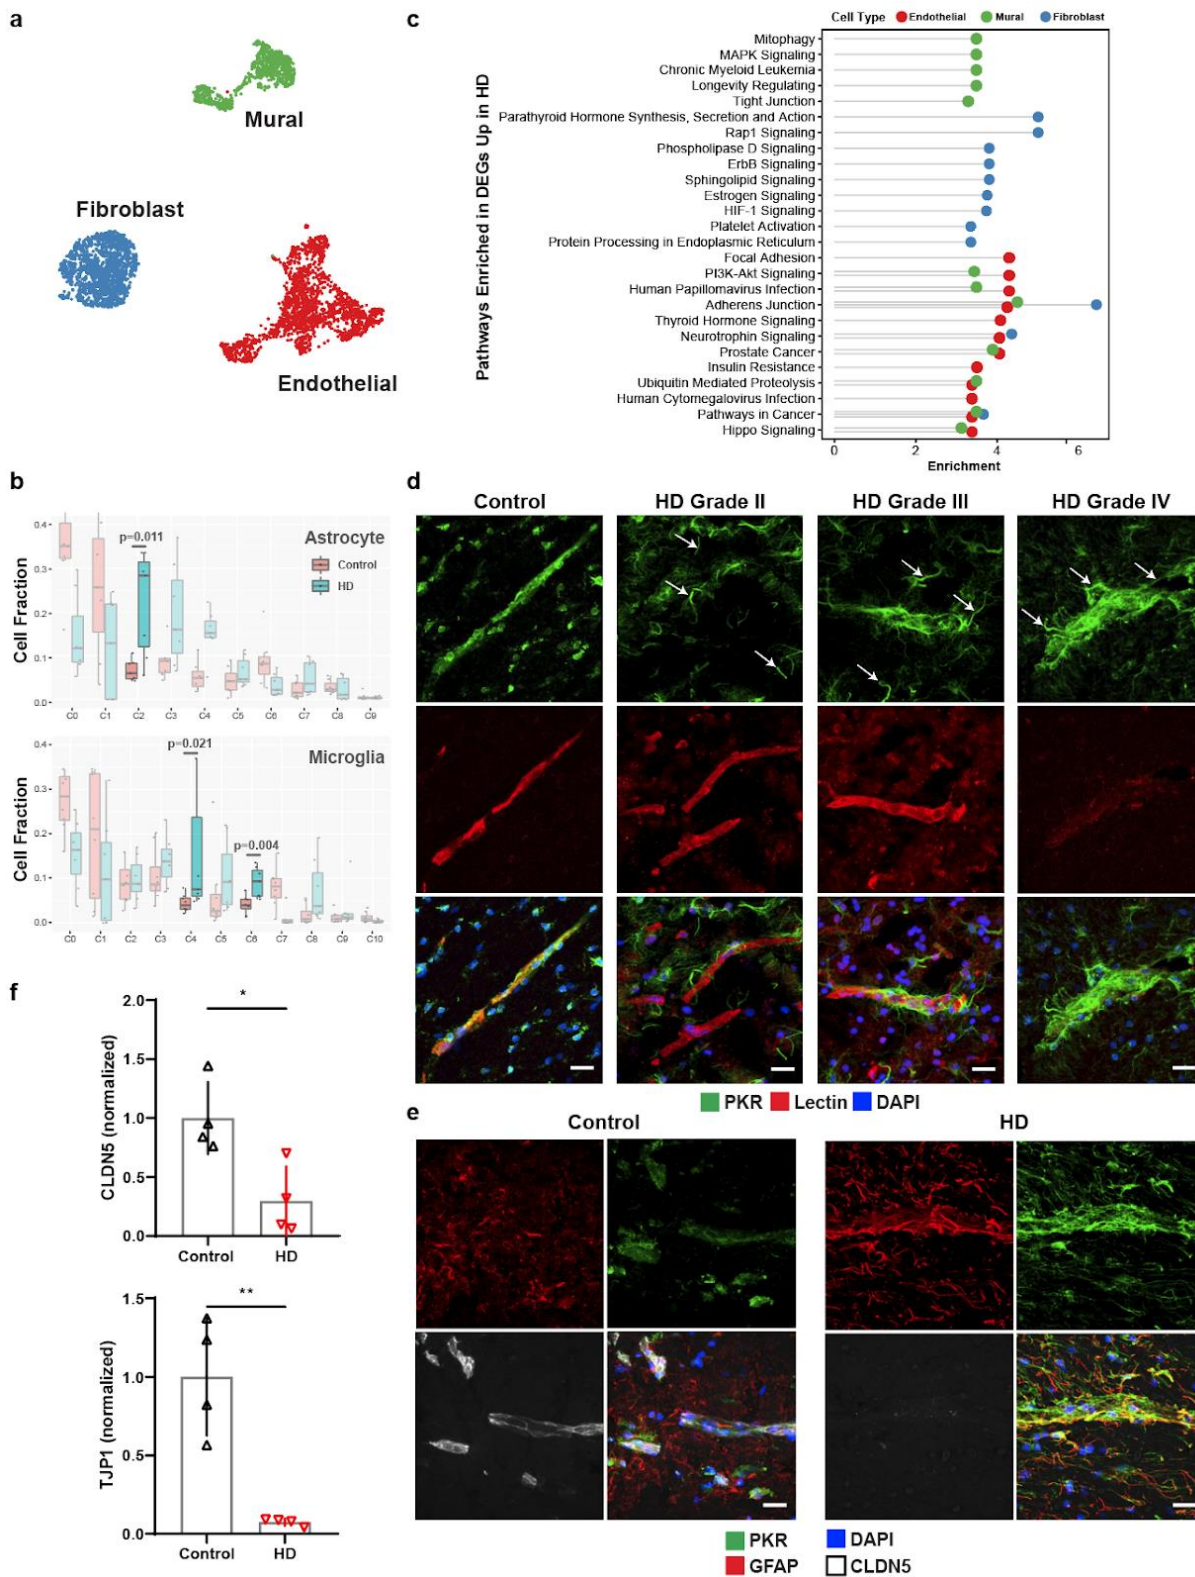 a
Mural
Fibroblast
Endothelial
c
Cell Type Endothelial Mural Fibroblast
Pathways Enriched in DEGs Up in HD
Mitophagy
MAPK Signaling
Chronic Myeloid Leukemia
Longevity Regulating
Tight Junction
Parathyroid Hormone Synthesis, Secretion and Action
Rap1 Signaling
Phospholipase D Signaling
ErbB Signaling
Sphingolipid Signaling
Estrogen Signaling
HIF-1 Signaling
Platelet Activation
Protein Processing in Endoplasmic Reticulum
Focal Adhesion
PI3K-Akt Signaling
Human Papillomavirus Infection
Adherens Junction
Thyroid Hormone Signaling
Neurotrophin Signaling
Prostate Cancer
Insulin Resistance
Ubiquitin Mediated Proteolysis
Human Cytomegalovirus Infection
Pathways in Cancer
Hippo Signaling
0 2 4 6
Enrichment
b
Astrocyte
p=0.011
Control
HD
Cell Fraction
0.4
0.3
0.2
0.1
0.0
C0 C1 C2 C3 C4 C5 C6 C7 C8 C9
Microglia
p=0.021
p=0.004
Cell Fraction
0.4
0.3
0.2
0.1
0.0
C0 C1 C2 C3 C4 C5 C6 C7 C8 C9 C10
d
Control HD Grade II HD Grade III HD Grade IV
PKR Lectin DAPI
e
Control HD
PKR DAPI
GFAP CLDN5
f
CLDN5 (normalized)
2.0
1.5
1.0
0.5
0.0
*
Control HD
TJP1 (normalized)
1.5
1.0
0.5
0.0
**
Control HD